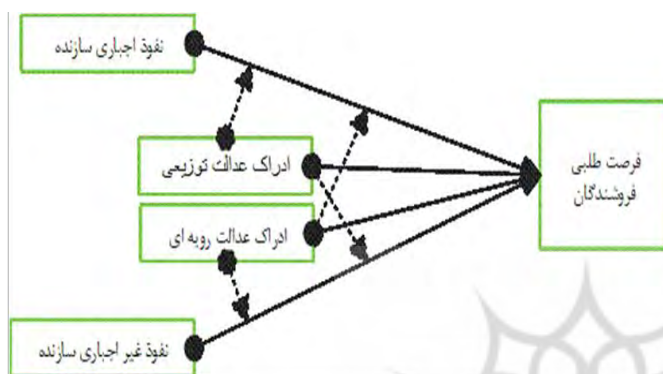 نفوذ اجباری سازنده
ادراک عدالت توزیعی
ادراک عدالت رویه ای
نفوذ غیر اجباری سازنده
فرصت طلبی
فروشندگان